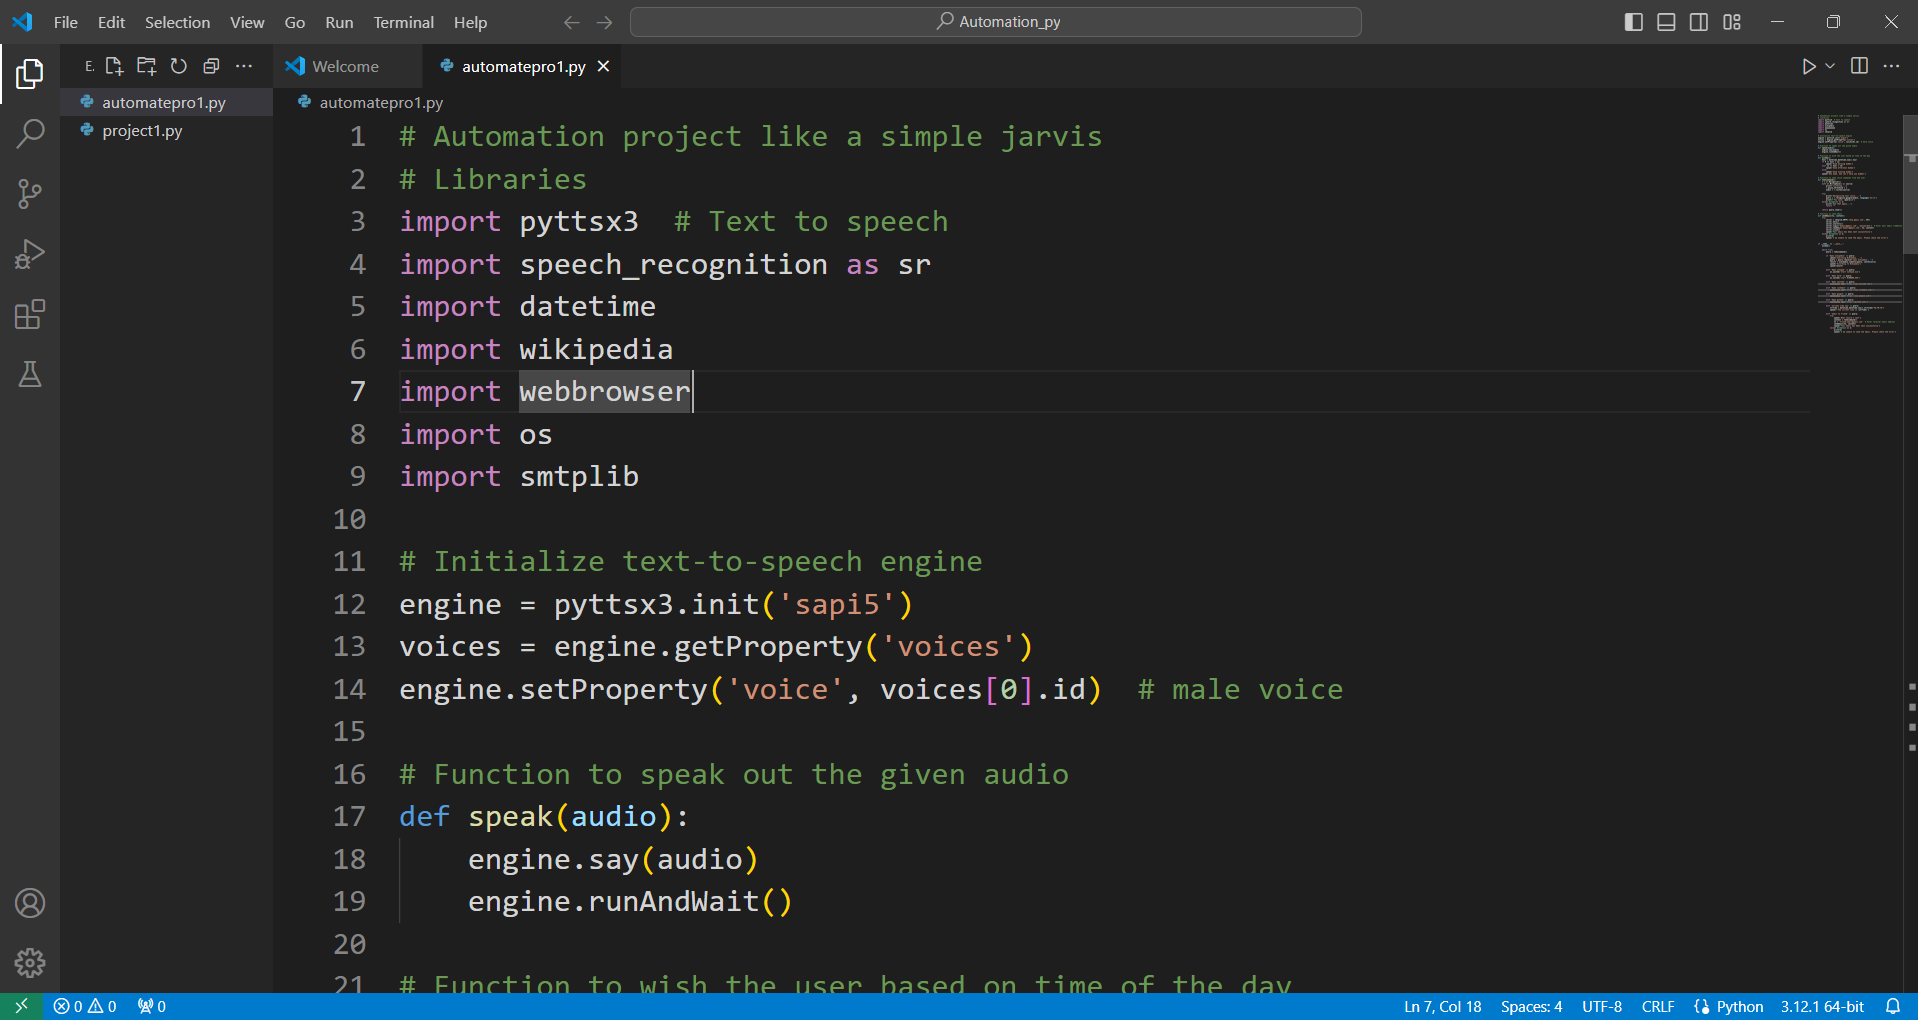 File Edit Selection View Go Run Terminal Help
Automation_py
E.
Welcome
automatepro1.py
automatepro1.py
project1.py
automatepro1.py
1 # Automation project like a simple jarvis
2 # Libraries
3 import pyttsx3  # Text to speech
4 import speech_recognition as sr
5 import datetime
6 import wikipedia
7 import webbrowser
8 import os
9 import smtplib
10
11 # Initialize text-to-speech engine
12 engine = pyttsx3.init('sapi5')
13 voices = engine.getProperty('voices')
14 engine.setProperty('voice', voices[0].id)  # male voice
15
16 # Function to speak out the given audio
17 def speak(audio):
18     engine.say(audio)
19     engine.runAndWait()
20
21 # Function to wish the user based on time of the day
0 0 0
Ln 7, Col 18 Spaces: 4 UTF-8 CRLF Python 3.12.1 64-bit